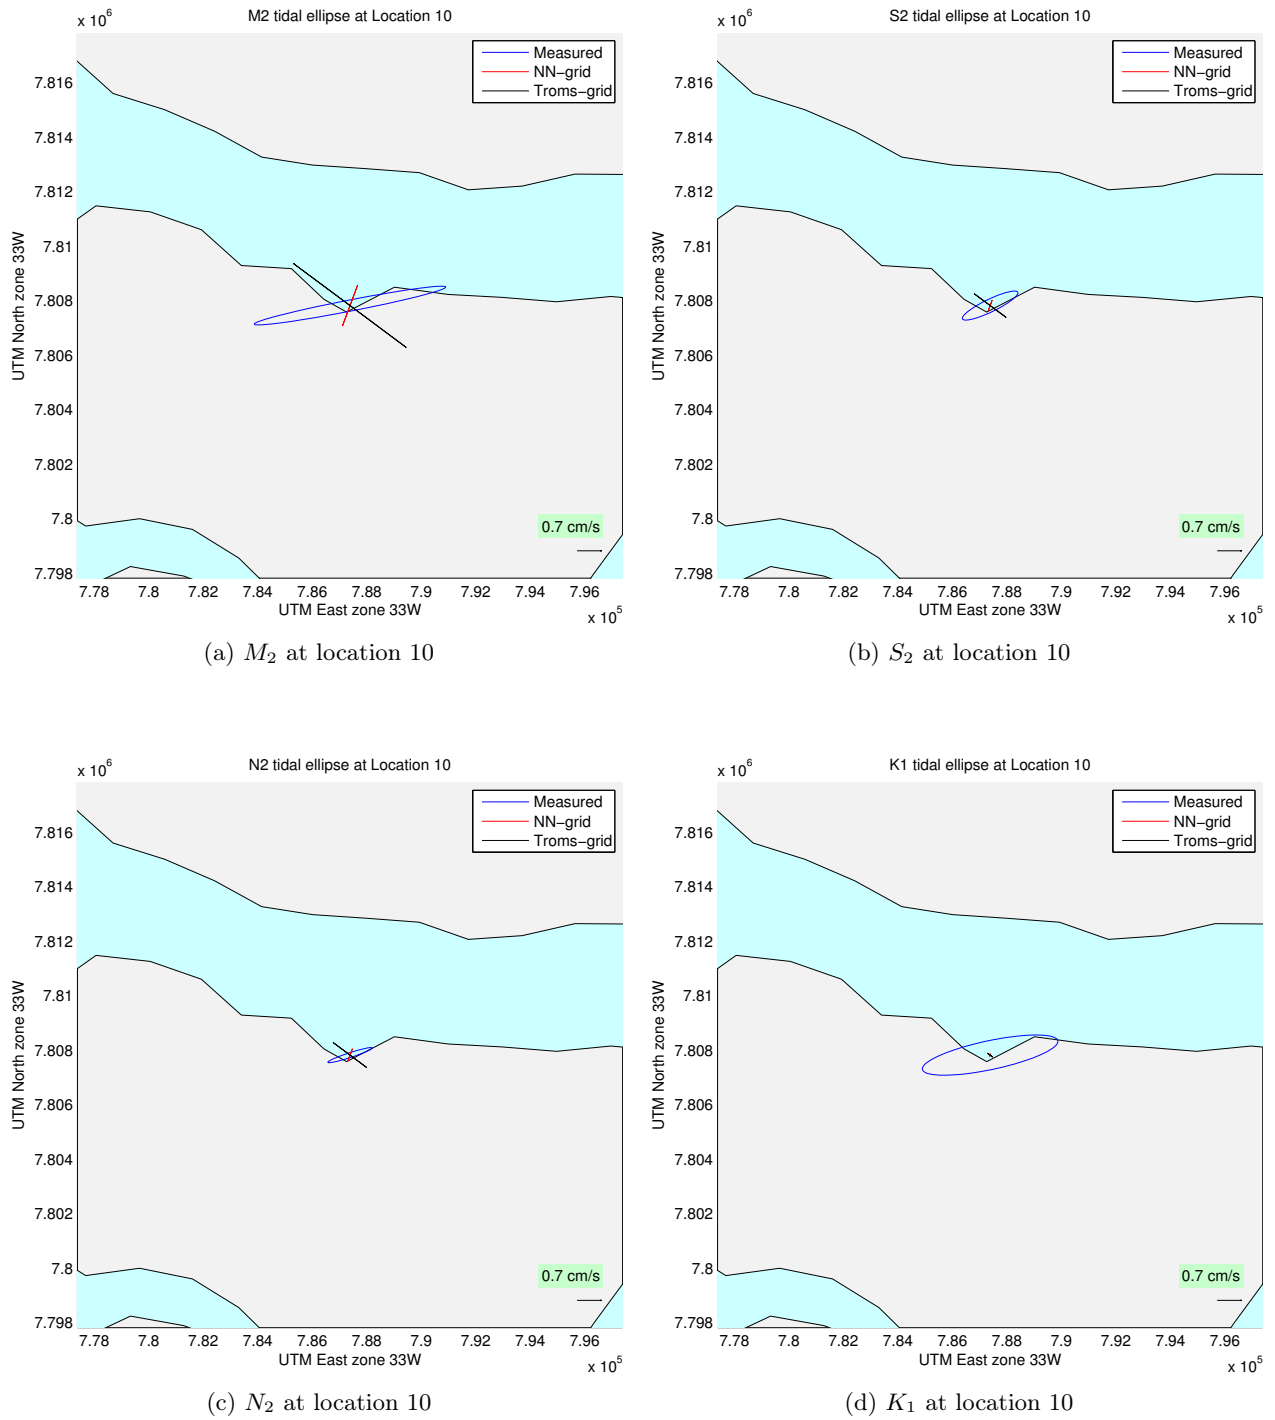 M2 tidal ellipse at Location 10
x 10^6
Measured
NN-grid
Troms-grid
7.816
7.814
7.812
7.81
7.808
7.806
7.804
7.802
7.8
7.798
UTM North zone 33W
0.7 cm/s
7.78 7.8 7.82 7.84 7.86 7.88 7.9 7.92 7.94 7.96
UTM East zone 33W
x 10^5
(a) M2 at location 10
S2 tidal ellipse at Location 10
x 10^6
Measured
NN-grid
Troms-grid
7.816
7.814
7.812
7.81
7.808
7.806
7.804
7.802
7.8
7.798
UTM North zone 33W
0.7 cm/s
7.78 7.8 7.82 7.84 7.86 7.88 7.9 7.92 7.94 7.96
UTM East zone 33W
x 10^5
(b) S2 at location 10
N2 tidal ellipse at Location 10
x 10^6
Measured
NN-grid
Troms-grid
7.816
7.814
7.812
7.81
7.808
7.806
7.804
7.802
7.8
7.798
UTM North zone 33W
0.7 cm/s
7.78 7.8 7.82 7.84 7.86 7.88 7.9 7.92 7.94 7.96
UTM East zone 33W
x 10^5
(c) N2 at location 10
K1 tidal ellipse at Location 10
x 10^6
Measured
NN-grid
Troms-grid
7.816
7.814
7.812
7.81
7.808
7.806
7.804
7.802
7.8
7.798
UTM North zone 33W
0.7 cm/s
7.78 7.8 7.82 7.84 7.86 7.88 7.9 7.92 7.94 7.96
UTM East zone 33W
x 10^5
(d) K1 at location 10